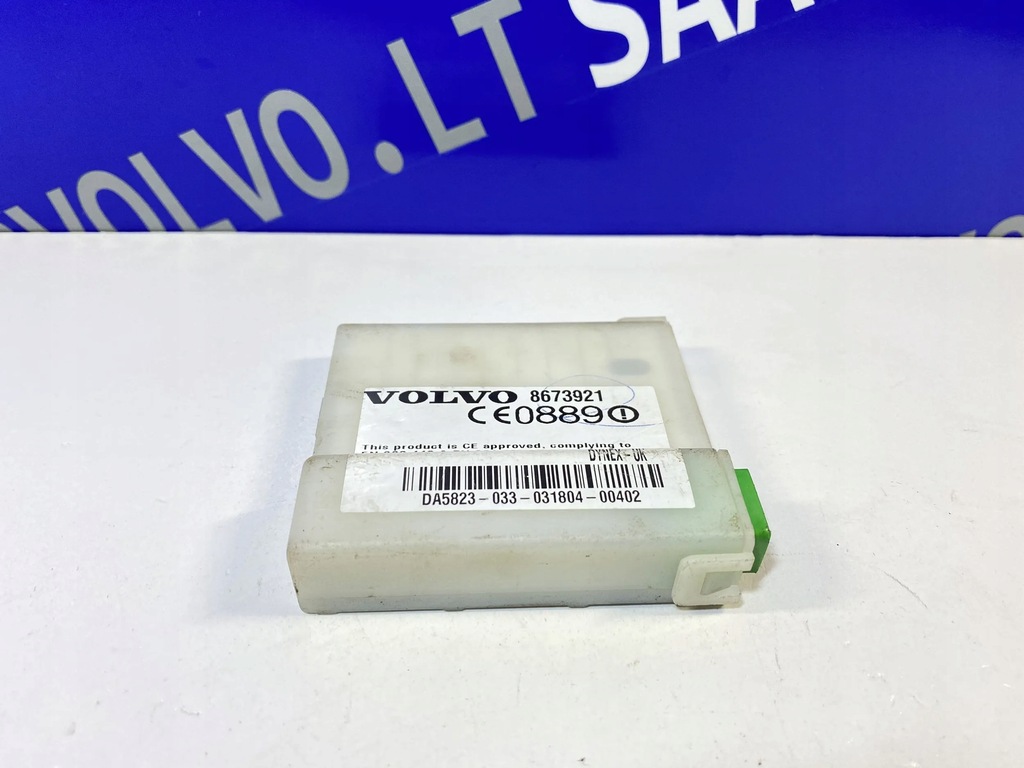 SAA
VOLVO.LT
VOLVO 8673921
CE0889
This product is CE approved, complying to
DYNEX-UK
DA5823-033-031804-00402